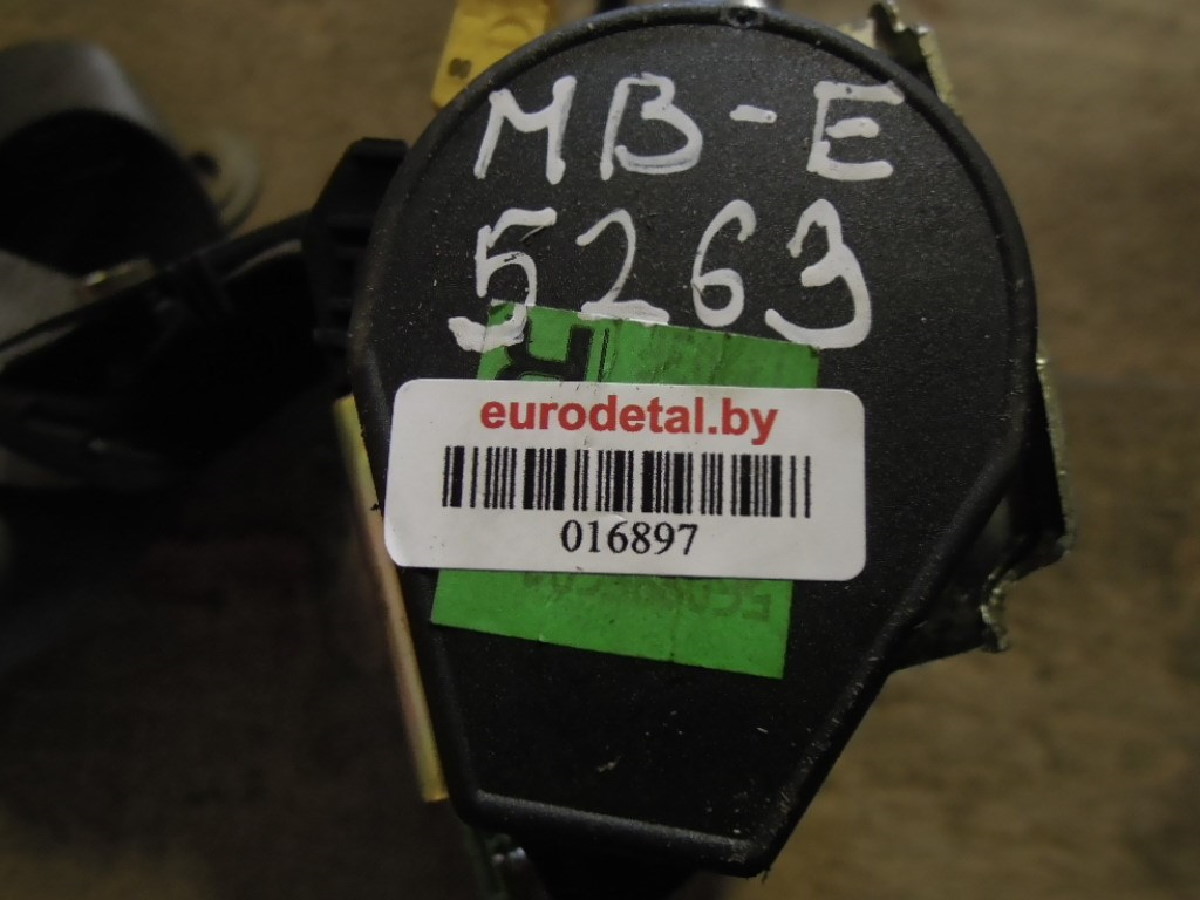 MB-E
5263
R
eurodetal.by
016897